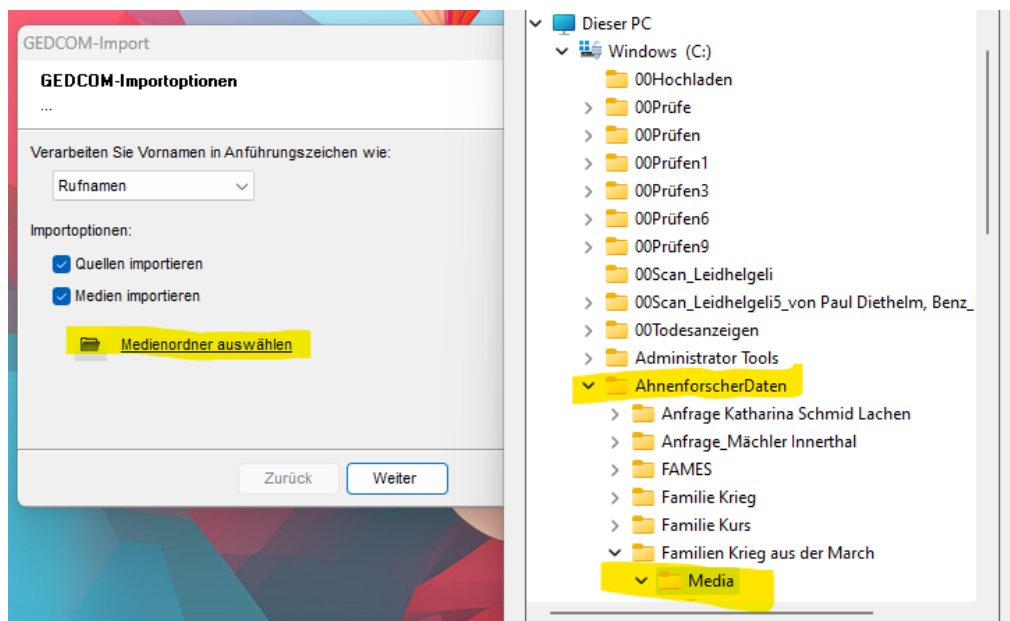 GEDCOM-Import
GEDCOM-Importoptionen
...
Verarbeiten Sie Vornamen in Anführungszeichen wie:
Rufnamen
Importoptionen:
Quellen importieren
Medien importieren
Medienordner auswählen
Zurück
Weiter
Dieser PC
Windows (C:)
00Hochladen
00Prüfe
00Prüfen
00Prüfen1
00Prüfen3
00Prüfen6
00Prüfen9
00Scan_Leidhelgeli
00Scan_Leidhelgeli5_von Paul Diethelm, Benz_
00Todesanzeigen
Administrator Tools
AhnenforscherDaten
Anfrage Katharina Schmid Lachen
Anfrage_Mächler Innerthal
FAMES
Familie Krieg
Familie Kurs
Familien Krieg aus der March
Media